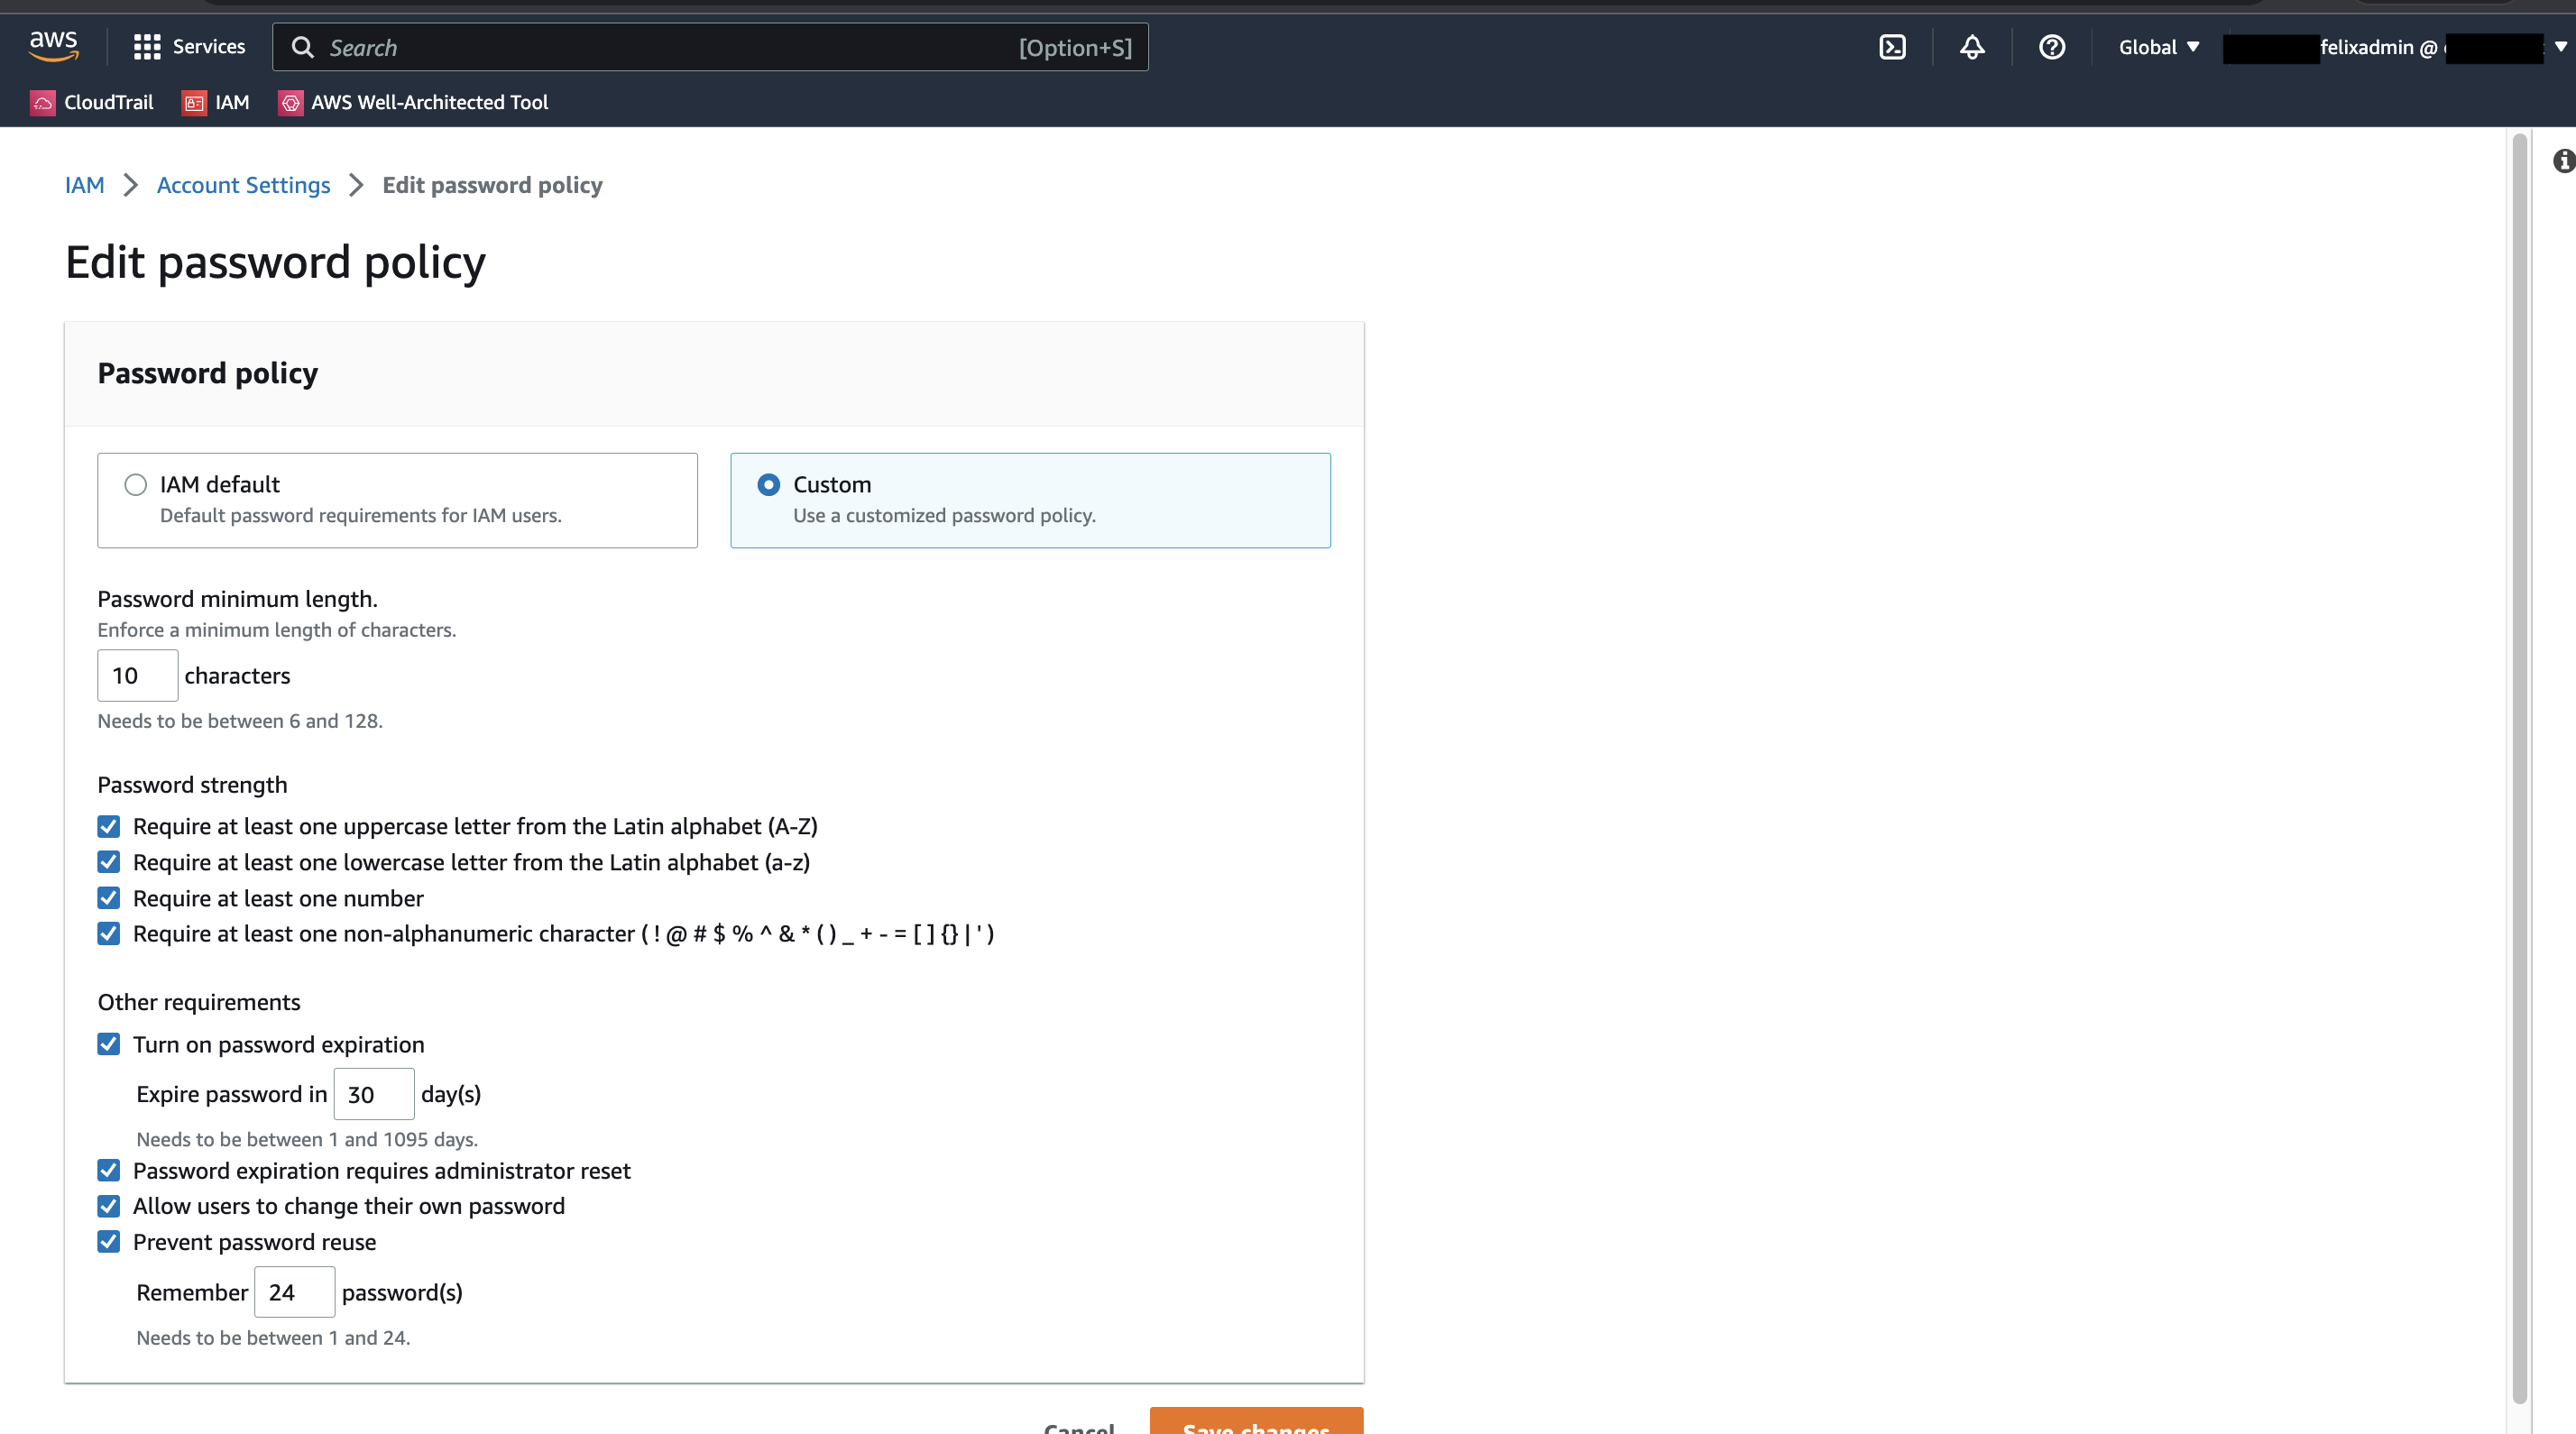 aws
Services
Search [Option+S]
Global
felixadmin @
CloudTrail
IAM
AWS Well-Architected Tool
IAM > Account Settings > Edit password policy
Edit password policy
Password policy
IAM default
Default password requirements for IAM users.
Custom
Use a customized password policy.
Password minimum length.
Enforce a minimum length of characters.
10 characters
Needs to be between 6 and 128.
Password strength
Require at least one uppercase letter from the Latin alphabet (A-Z)
Require at least one lowercase letter from the Latin alphabet (a-z)
Require at least one number
Require at least one non-alphanumeric character ( ! @ # $ % ^ & * ( ) _ + - = [ ] {} | ' )
Other requirements
Turn on password expiration
Expire password in 30 day(s)
Needs to be between 1 and 1095 days.
Password expiration requires administrator reset
Allow users to change their own password
Prevent password reuse
Remember 24 password(s)
Needs to be between 1 and 24.
Cancel
Save changes